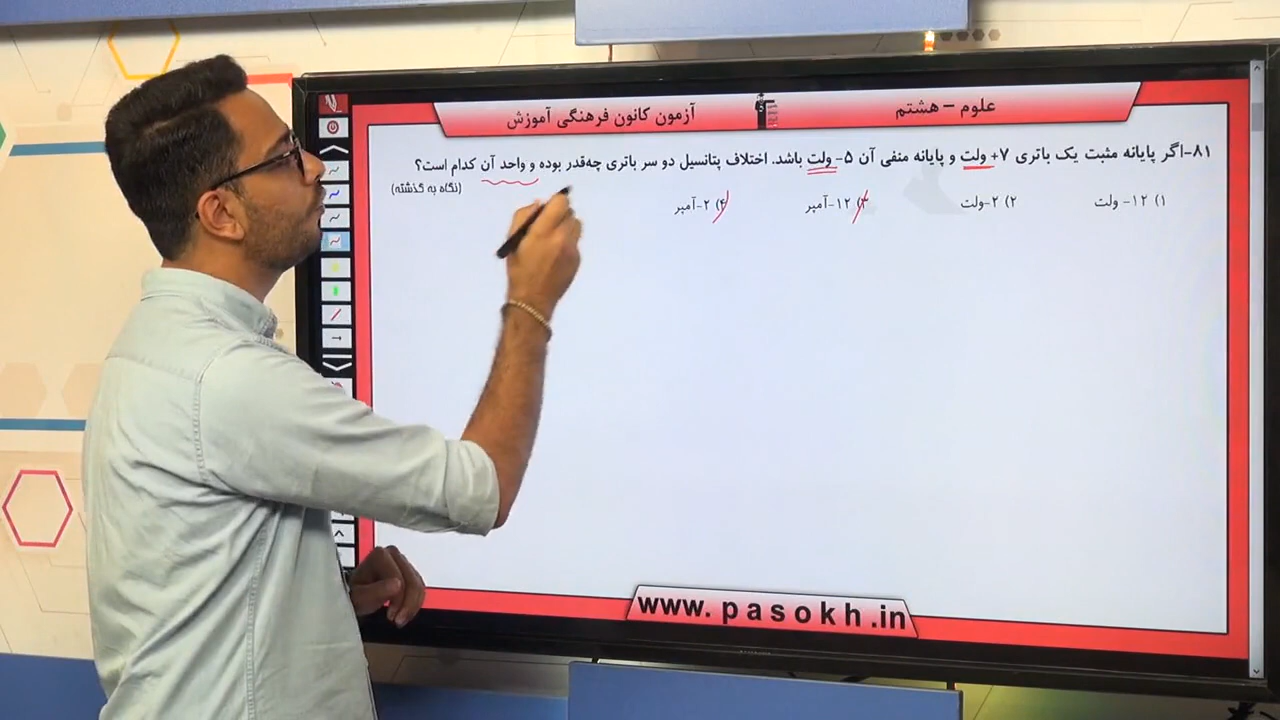 علوم – هشتم
آزمون کانون فرهنگی آموزش
۸۱-اگر پایانه مثبت یک باتری ۷+ ولت و پایانه منفی آن ۵- ولت باشد. اختلاف پتانسیل دو سر باتری چه‌قدر بوده و واحد آن کدام است؟
(نگاه به گذشته)
۱) ۱۲- ولت ۲) ۲-ولت ۳) ۱۲-آمپر ۴) ۲-آمپر
www.pasokh.in